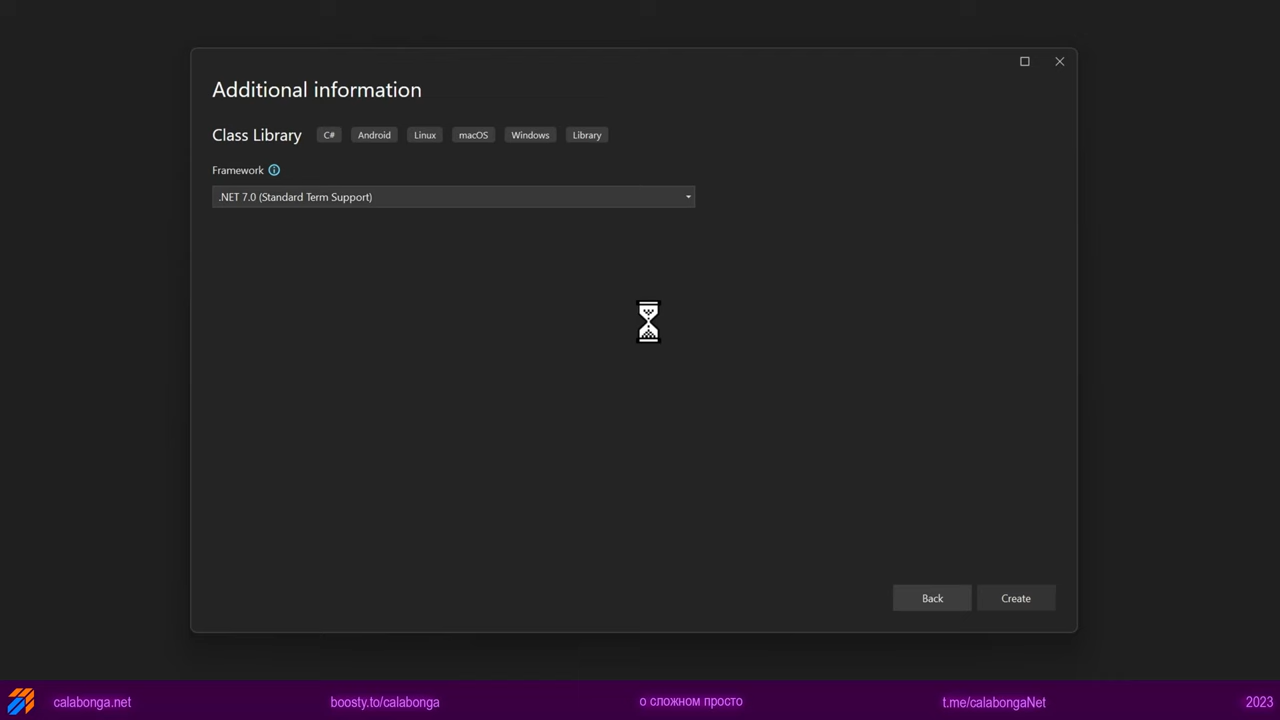 Additional information
Class Library C# Android Linux macOS Windows Library
Framework
.NET 7.0 (Standard Term Support)
Back Create
calabonga.net boosty.to/calabonga о сложном просто t.me/calabongaNet 2023